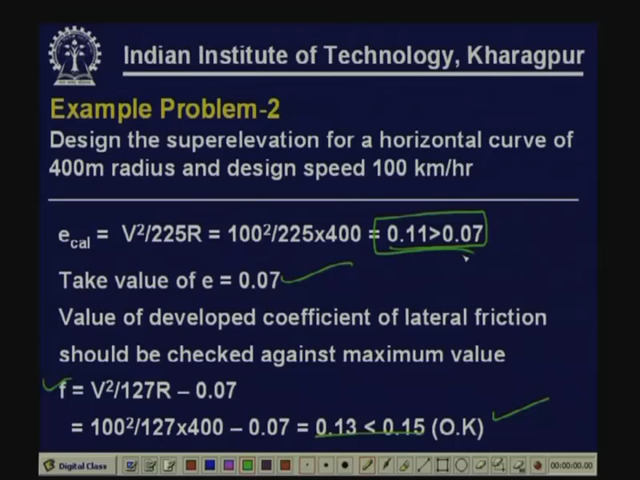 Indian Institute of Technology, Kharagpur
Example Problem-2
Design the superelevation for a horizontal curve of
400m radius and design speed 100 km/hr
e_cal = V²/225R = 100²/225x400 = 0.11>0.07
Take value of e = 0.07
Value of developed coefficient of lateral friction
should be checked against maximum value
f = V²/127R – 0.07
= 100²/127x400 – 0.07 = 0.13 < 0.15 (O.K)
Digital Class
00:00:00.00